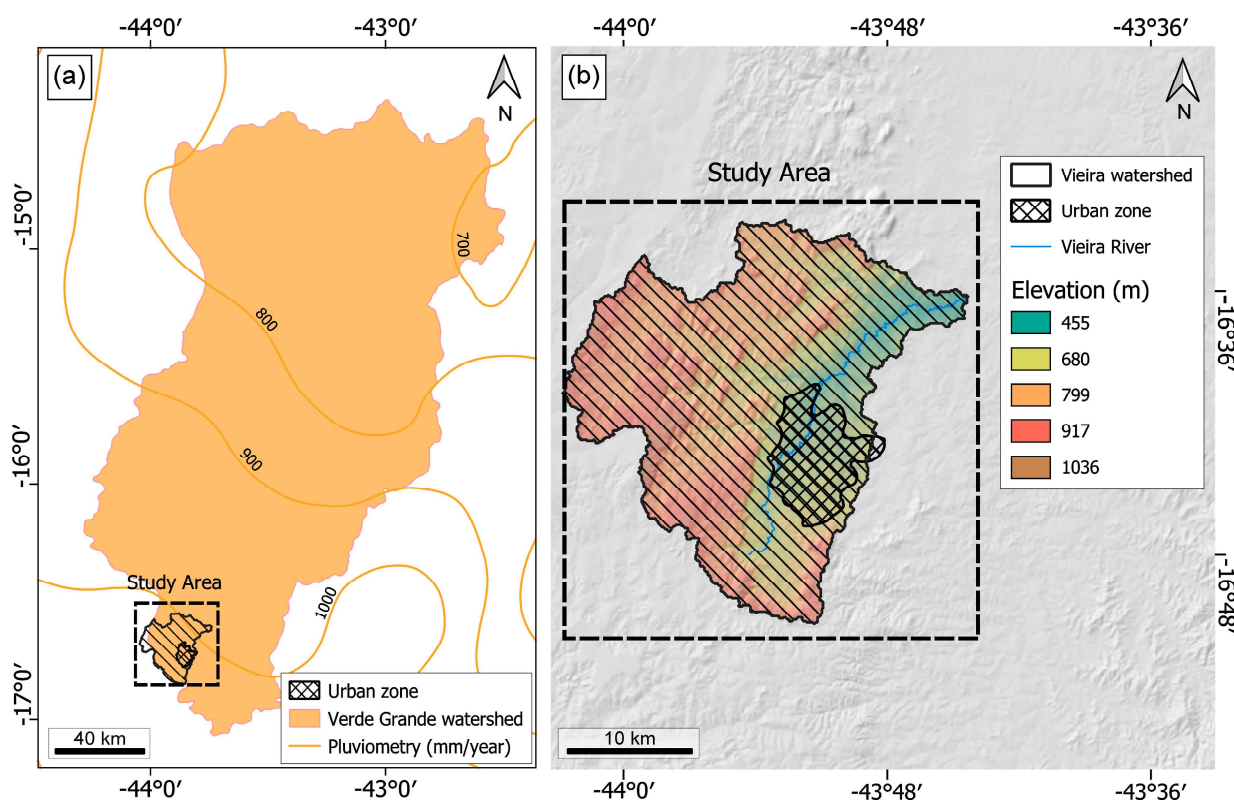 -44°0′
-43°0′
(a)
N
-15°0′
-16°0′
-17°0′
700
800
900
1000
Study Area
Urban zone
Verde Grande watershed
Pluviometry (mm/year)
40 km
-44°0′
-43°0′
-44°0′
-43°48′
-43°36′
(b)
N
Study Area
Vieira watershed
Urban zone
Vieira River
Elevation (m)
455
680
799
917
1036
-16°36′
-16°48′
10 km
-44°0′
-43°48′
-43°36′